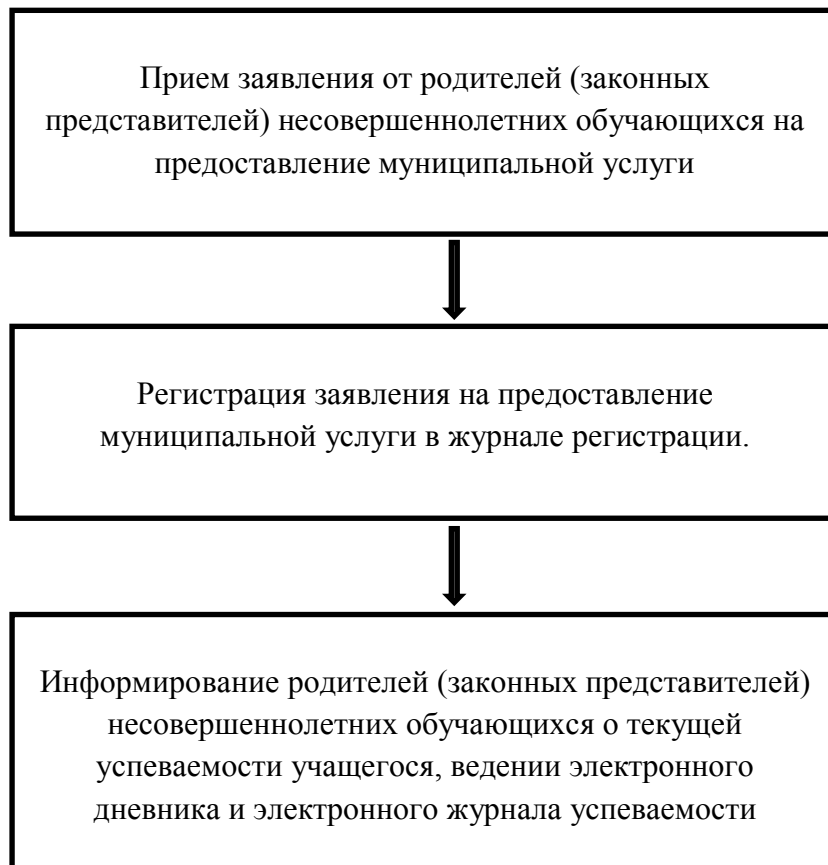 Прием заявления от родителей (законных
представителей) несовершеннолетних обучающихся на
предоставление муниципальной услуги
Регистрация заявления на предоставление
муниципальной услуги в журнале регистрации.
Информирование родителей (законных представителей)
несовершеннолетних обучающихся о текущей
успеваемости учащегося, ведении электронного
дневника и электронного журнала успеваемости